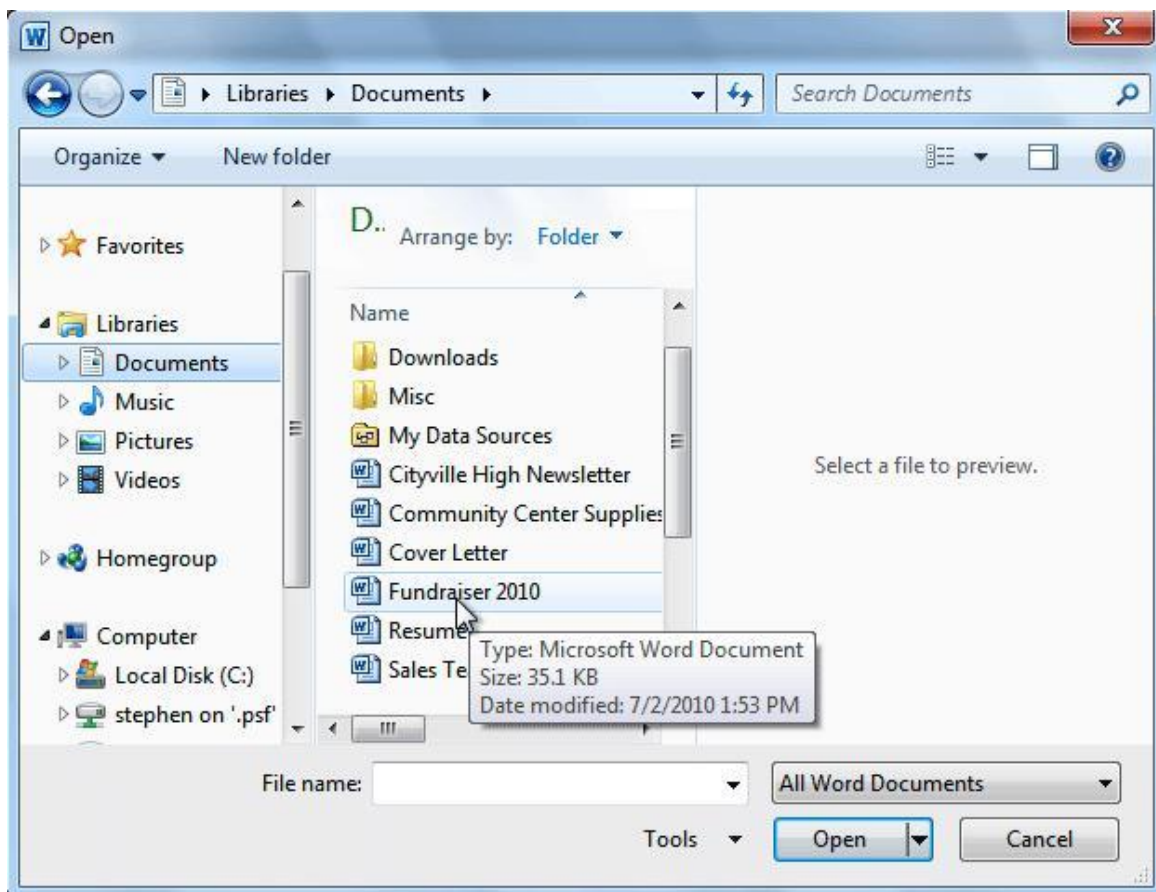 Open
Libraries Documents
Search Documents
Organize New folder
Favorites
Libraries
Documents
Music
Pictures
Videos
Homegroup
Computer
Local Disk (C:)
stephen on '.psf'
D..
Arrange by: Folder
Name
Downloads
Misc
My Data Sources
Cityville High Newsletter
Community Center Supplies
Cover Letter
Fundraiser 2010
Resume
Sales Te
Type: Microsoft Word Document
Size: 35.1 KB
Date modified: 7/2/2010 1:53 PM
Select a file to preview.
File name:
All Word Documents
Tools Open Cancel